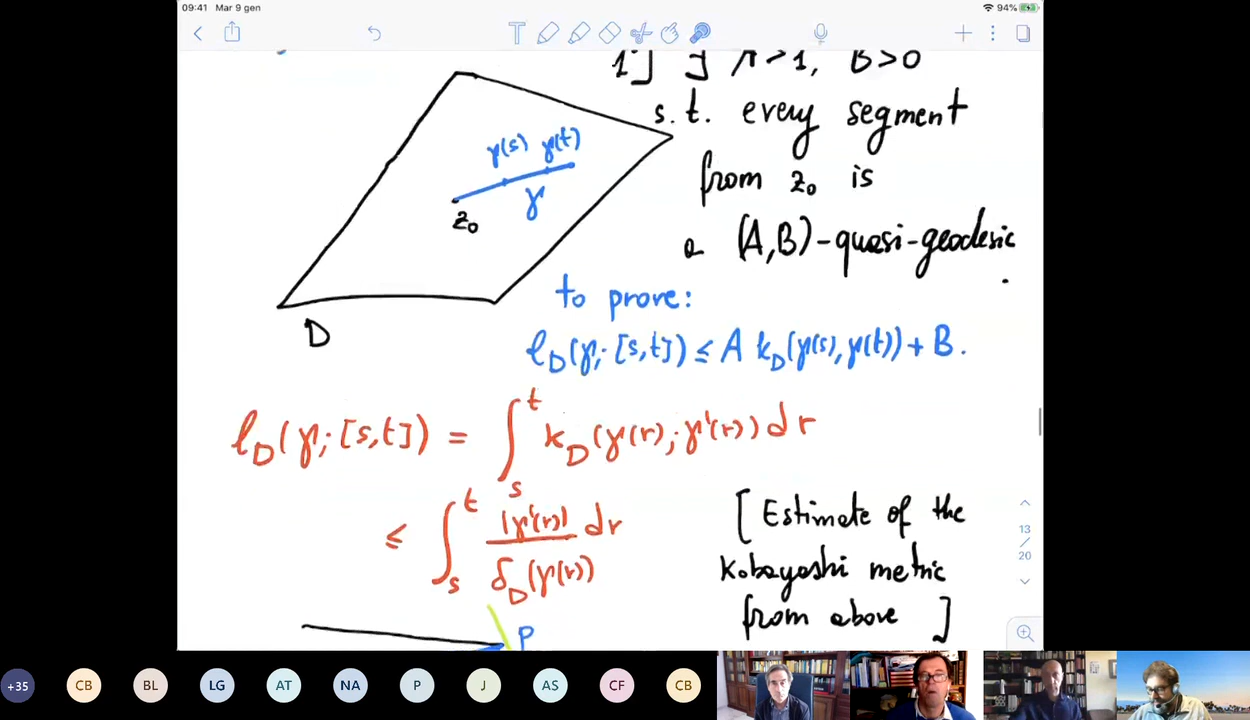 09:41 Mar 9 gen
94%
1] ∃ A>1, B>0
s.t. every segment
from z₀ is
a (A,B)-quasi-geodesic.
γ(s) γ(t)
γ
z₀
D
to prove:
ℓ_D(γ;[s,t]) ≤ A k_D(γ(s),γ(t)) + B.
ℓ_D(γ;[s,t]) = ∫_s^t κ_D(γ(r);γ'(r)) dr
≤ ∫_s^t |γ'(r)| / δ_D(γ(r)) dr
[Estimate of the
Kobayashi metric
from above]
P
13
/
20
+35
CB
BL
LG
AT
NA
P
J
AS
CF
CB